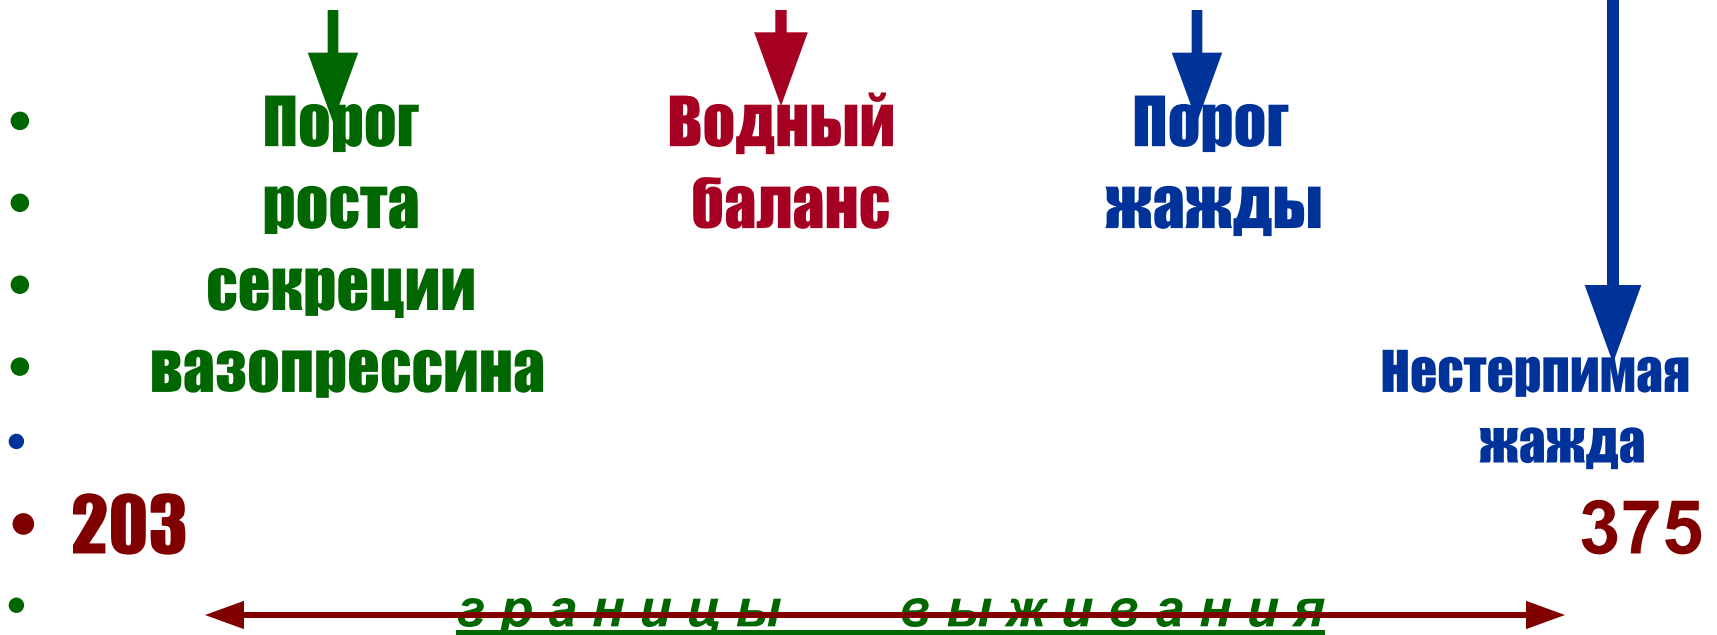 • Порог Водный Порог
• роста баланс жажды
• секреции
• вазопрессина Нестерпимая
• жажда
• 203 375
• границы выживания